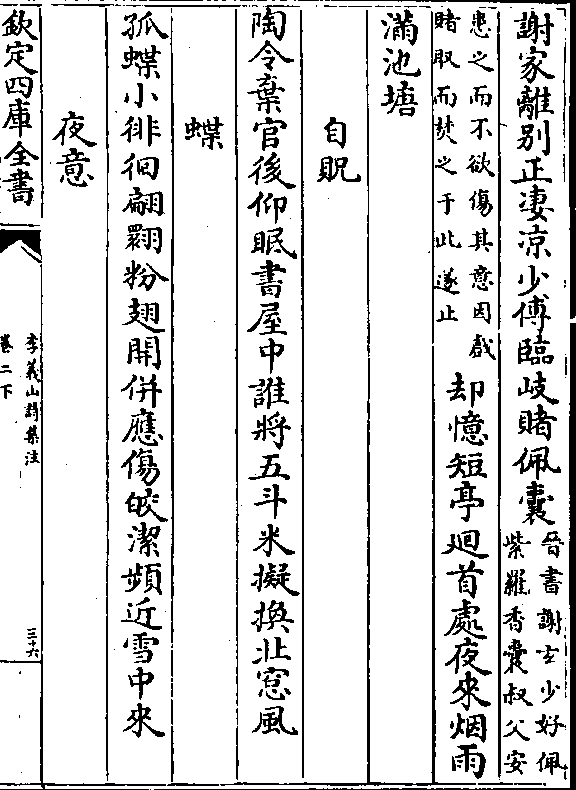 謝家離別正凄涼少傅臨岐賭佩囊
晉書謝玄少好佩
紫羅香囊叔父安
患之而不欲傷其意因戲
賭取而焚之于此遂止
却憶短亭廻首處夜來烟雨
滿池塘
自貺
陶令棄官後仰眠書屋中誰將五斗米擬換北窓風
蝶
孤蝶小徘徊翩翾粉翅開併應傷皎潔頻近雪中來
夜意
欽定四庫全書
李義山詩集注
卷二下
三十六